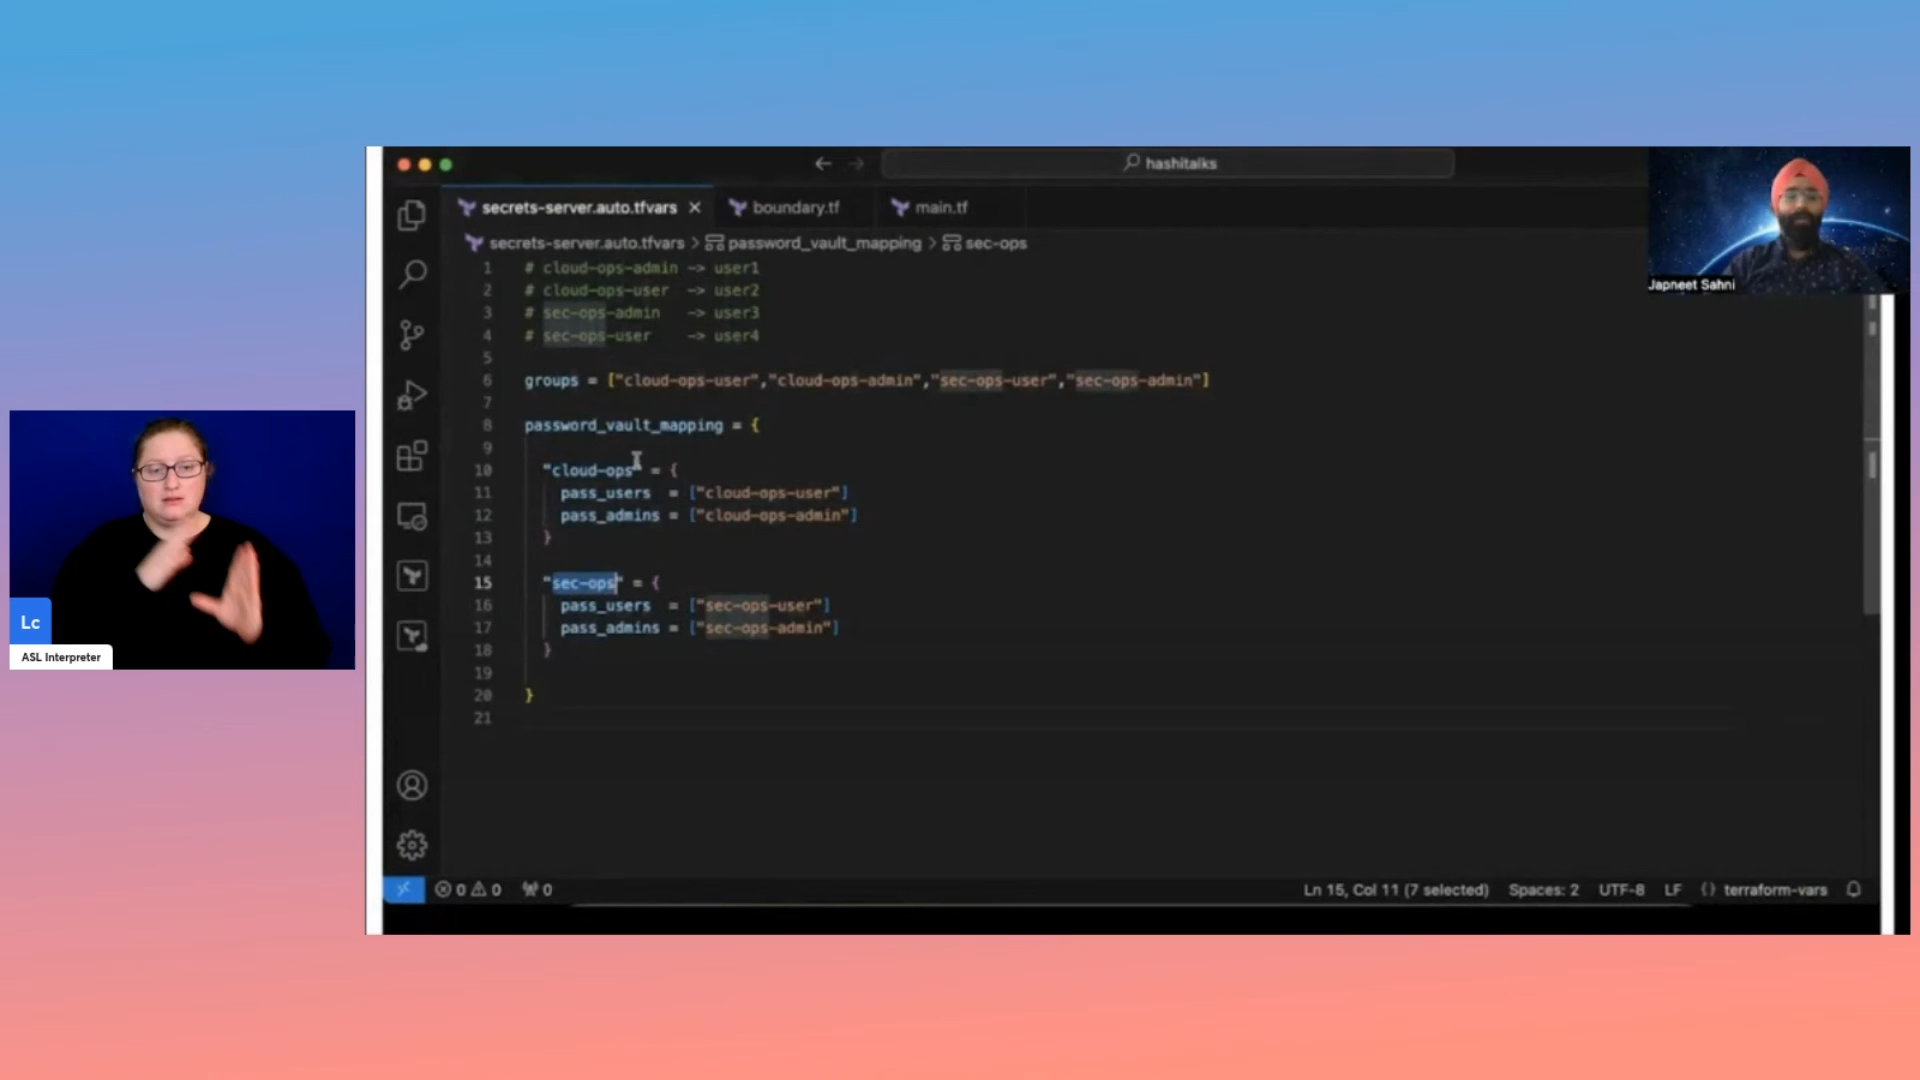 hashitalks
secrets-server.auto.tfvars
boundary.tf
main.tf
secrets-server.auto.tfvars > password_vault_mapping > sec-ops
1 # cloud-ops-admin -> user1
2 # cloud-ops-user -> user2
3 # sec-ops-admin -> user3
4 # sec-ops-user -> user4
5
6 groups = ["cloud-ops-user","cloud-ops-admin","sec-ops-user","sec-ops-admin"]
7
8 password_vault_mapping = {
9
10 "cloud-ops" = {
11 pass_users = ["cloud-ops-user"]
12 pass_admins = ["cloud-ops-admin"]
13 }
14
15 "sec-ops" = {
16 pass_users = ["sec-ops-user"]
17 pass_admins = ["sec-ops-admin"]
18 }
19
20 }
21
0 0 0
Ln 15, Col 11 (7 selected) Spaces: 2 UTF-8 LF {} terraform-vars
Japneet Sahni
Lc
ASL Interpreter